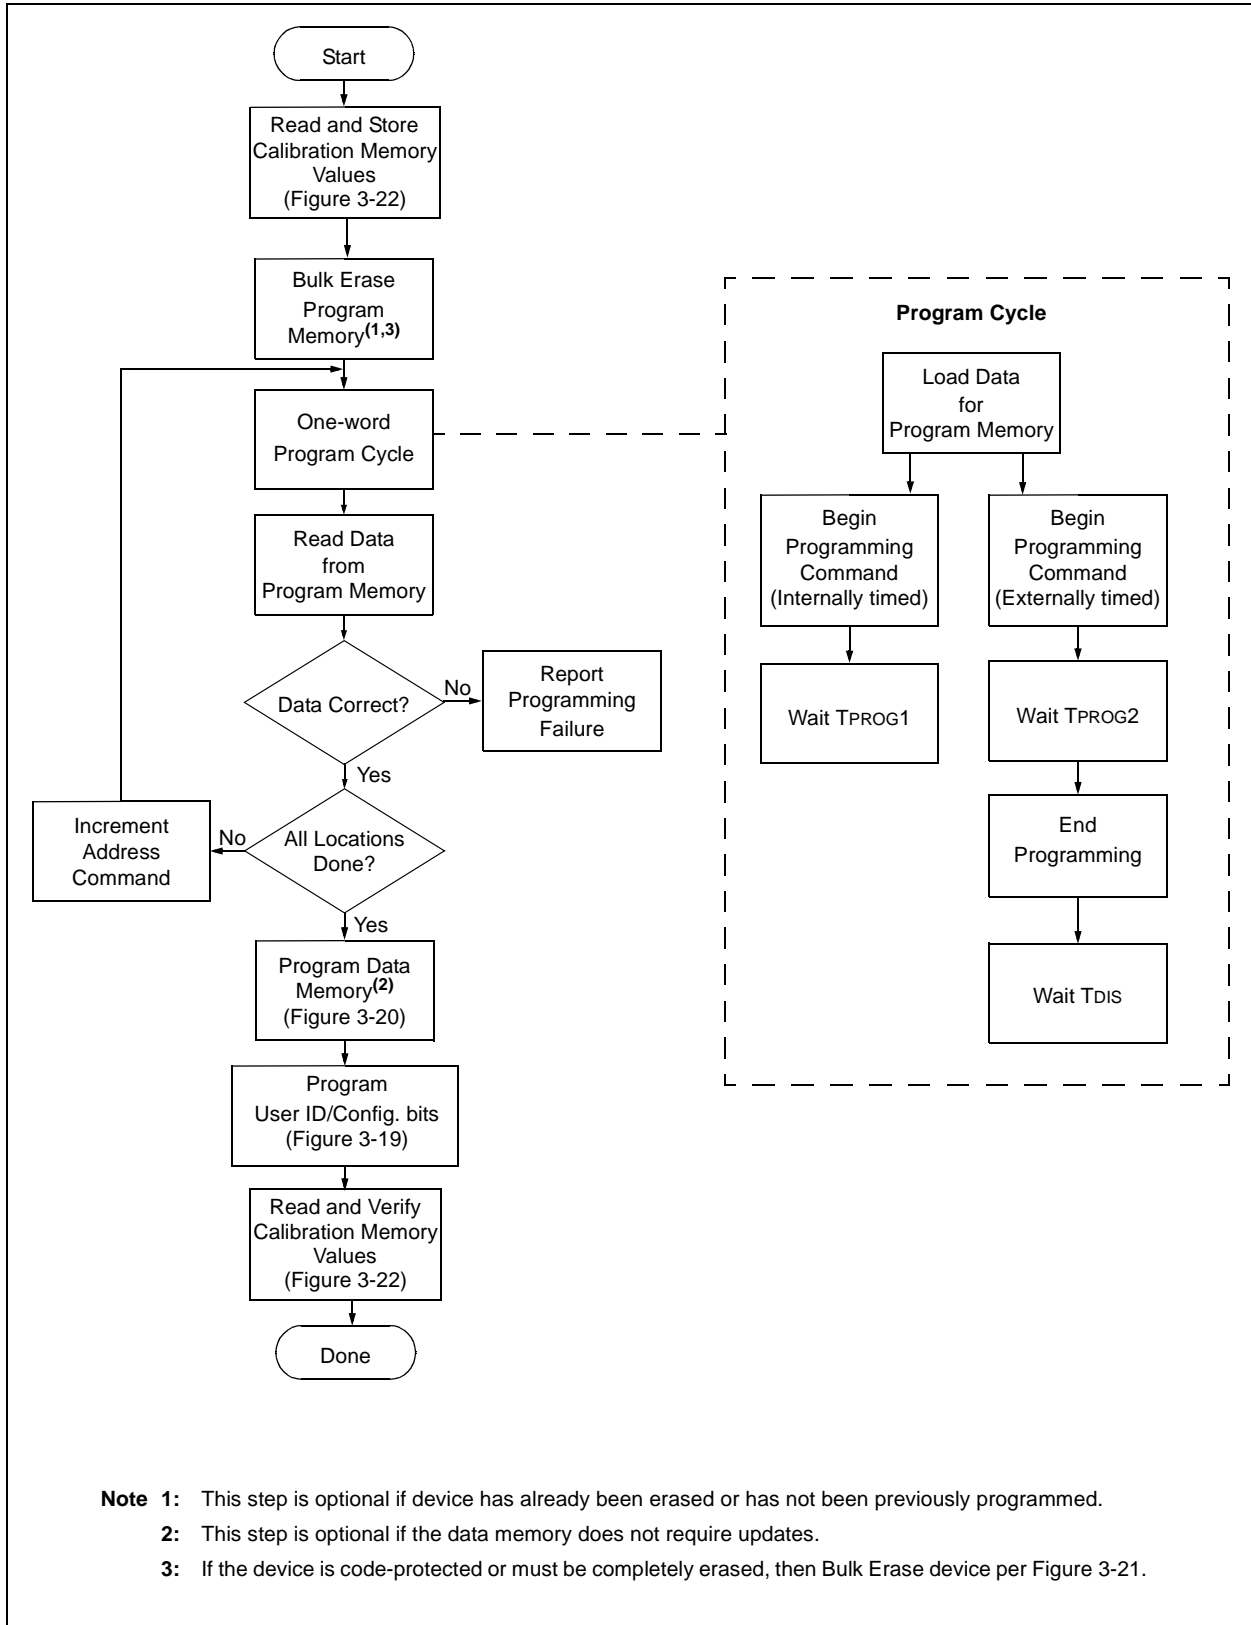 Start
Read and Store
Calibration Memory
Values
(Figure 3-22)
Bulk Erase
Program
Memory(1,3)
One-word
Program Cycle
Read Data
from
Program Memory
Data Correct?
No
Report
Programming
Failure
Yes
All Locations
Done?
No
Increment
Address
Command
Yes
Program Data
Memory(2)
(Figure 3-20)
Program
User ID/Config. bits
(Figure 3-19)
Read and Verify
Calibration Memory
Values
(Figure 3-22)
Done
Program Cycle
Load Data
for
Program Memory
Begin
Programming
Command
(Internally timed)
Wait TPROG1
Begin
Programming
Command
(Externally timed)
Wait TPROG2
End
Programming
Wait TDIS
Note 1: This step is optional if device has already been erased or has not been previously programmed.
2: This step is optional if the data memory does not require updates.
3: If the device is code-protected or must be completely erased, then Bulk Erase device per Figure 3-21.